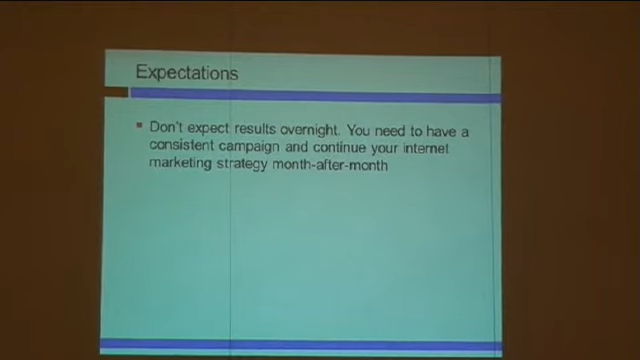 Expectations
Don't expect results overnight. You need to have a
consistent campaign and continue your internet
marketing strategy month-after-month